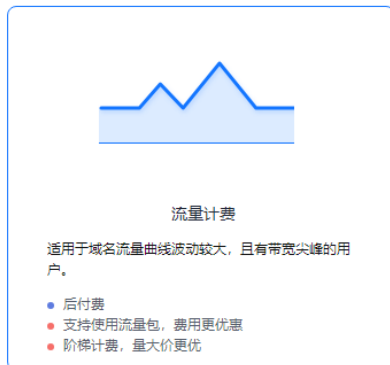 流量计费
适用于域名流量曲线波动较大，且有带宽尖峰的用
户。
后付费
支持使用流量包，费用更优惠
阶梯计费，量大价更优